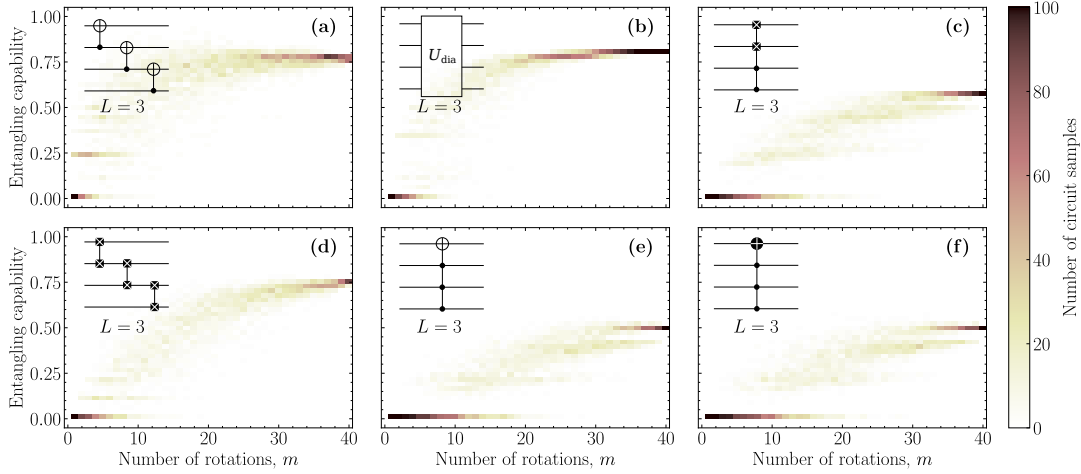 (a)
(b)
(c)
Entangling capability
1.00
0.75
0.50
0.25
0.00
L = 3
U_dia
L = 3
L = 3
(d)
(e)
(f)
Entangling capability
1.00
0.75
0.50
0.25
0.00
L = 3
L = 3
L = 3
0 10 20 30 40
0 10 20 30 40
0 10 20 30 40
Number of rotations, m
Number of rotations, m
Number of rotations, m
100
80
60
40
20
0
Number of circuit samples